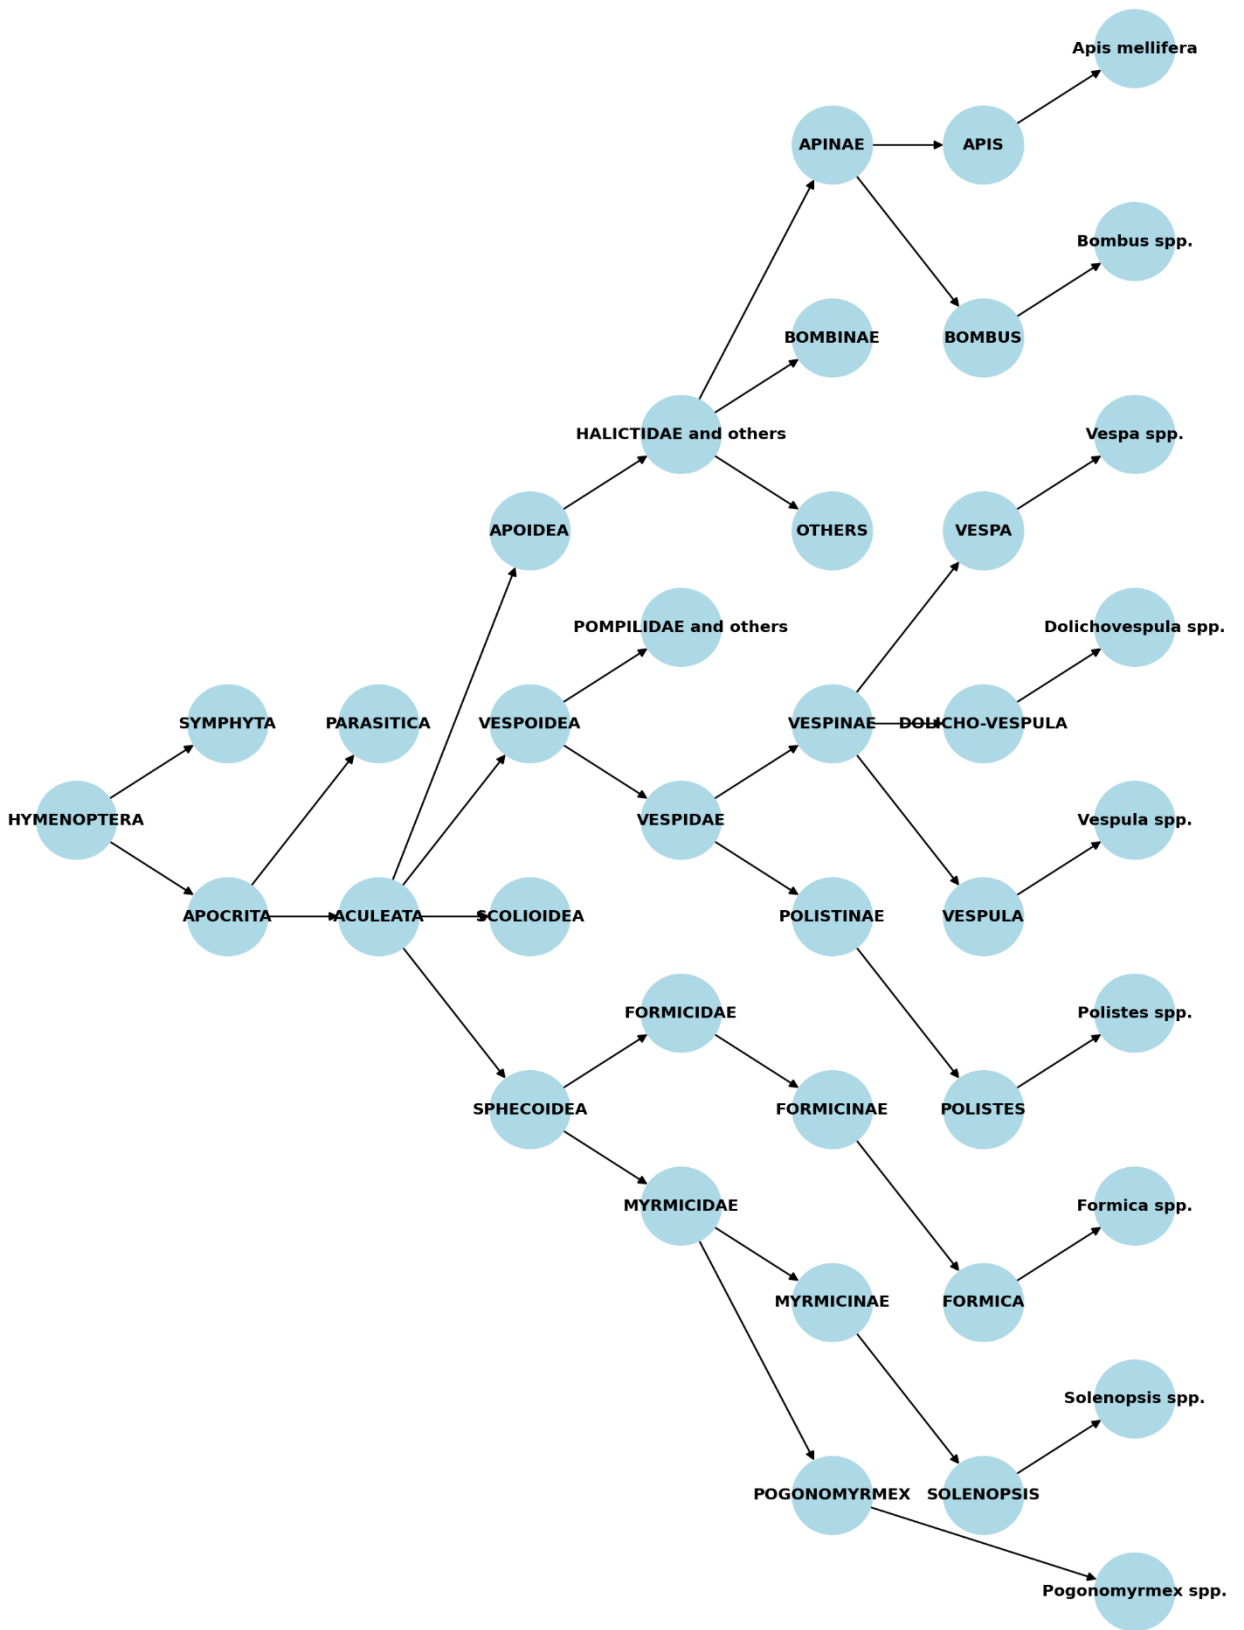 Apis mellifera
APINAE
APIS
Bombus spp.
BOMBINAE
BOMBUS
HALICTIDAE and others
Vespa spp.
APOIDEA
OTHERS
VESPA
POMPILIDAE and others
Dolichovespula spp.
SYMPHYTA
PARASITICA
VESPOIDEA
VESPINAE
DOLICHO-VESPULA
HYMENOPTERA
VESPIDAE
Vespula spp.
APOCRITA
ACULEATA
SCOLIOIDEA
POLISTINAE
VESPULA
FORMICIDAE
Polistes spp.
SPHECOIDEA
FORMICINAE
POLISTES
MYRMICIDAE
Formica spp.
MYRMICINAE
FORMICA
Solenopsis spp.
POGONOMYRMEX
SOLENOPSIS
Pogonomyrmex spp.